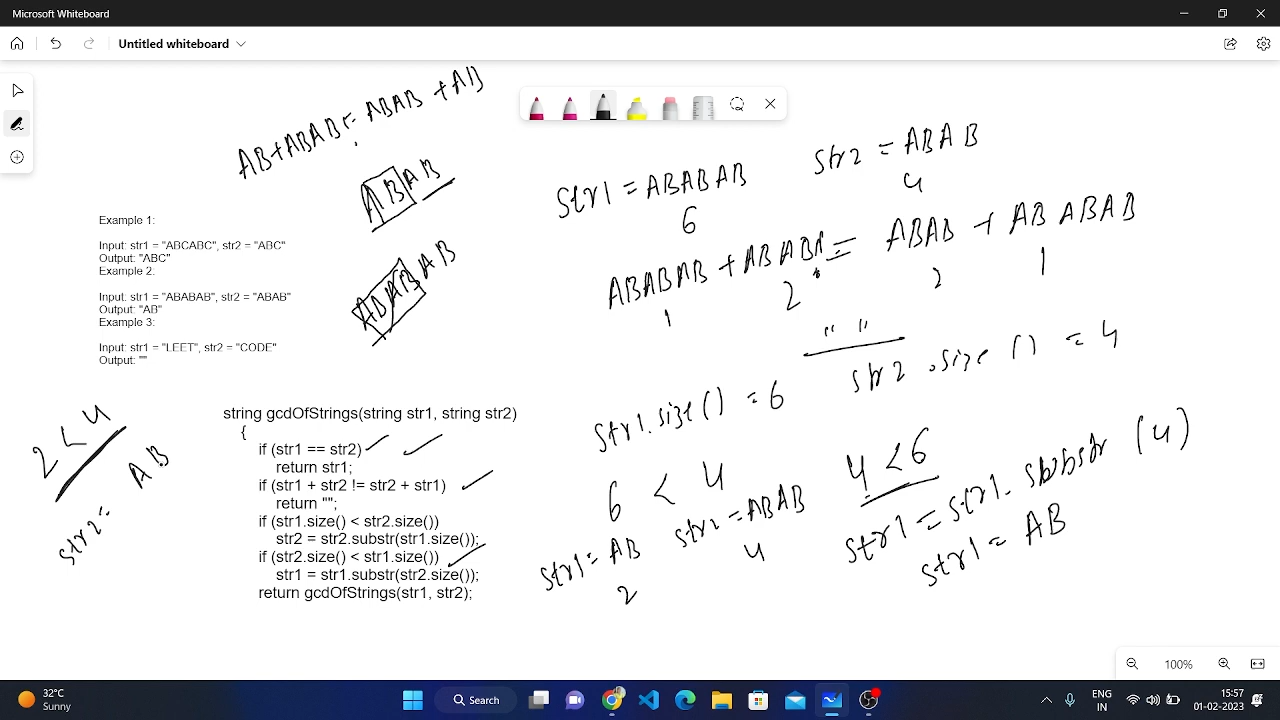 Microsoft Whiteboard
Untitled whiteboard
AB+ABAB = ABAB +AB
ABAB
ABABAB
Str1 = ABABAB
6
Str2 = ABAB
4
ABABAB + ABAB = ABAB + ABABAB
1 2 2 1
" "
str1.size() = 6
str2.size() = 4
6 < 4
4 < 6
str1 = AB
2
str2 = ABAB
4
str1 = str1.substr (4)
str1 = AB
2 < 4
str2 = AB
Example 1:
Input: str1 = "ABCABC", str2 = "ABC"
Output: "ABC"
Example 2.
Input: str1 = "ABABAB", str2 = "ABAB"
Output: "AB"
Example 3:
Input: str1 = "LEET", str2 = "CODE"
Output: ""
string gcdOfStrings(string str1, string str2)
{
if (str1 == str2)
return str1;
if (str1 + str2 != str2 + str1)
return "";
if (str1.size() < str2.size())
str2 = str2.substr(str1.size());
if (str2.size() < str1.size())
str1 = str1.substr(str2.size());
return gcdOfStrings(str1, str2);
100%
32°C
Sunny
Search
ENG
IN
15:57
01-02-2023